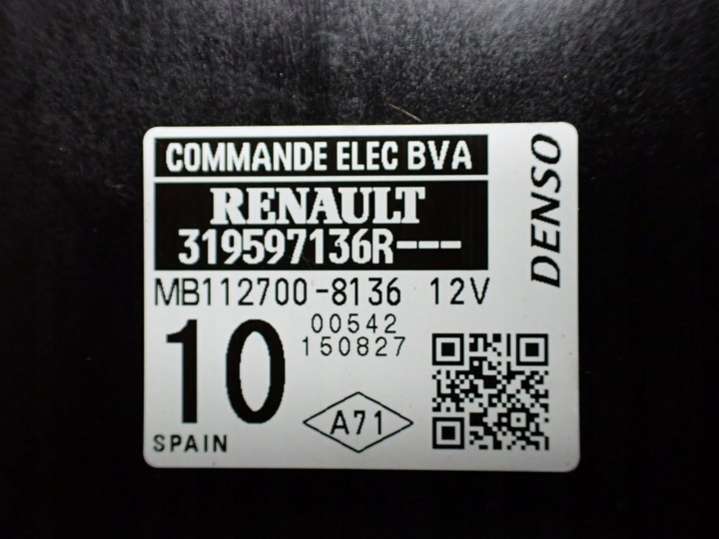 COMMANDE ELEC BVA
RENAULT
319597136R---
DENSO
MB112700-8136 12V
10
00542
150827
A71
SPAIN